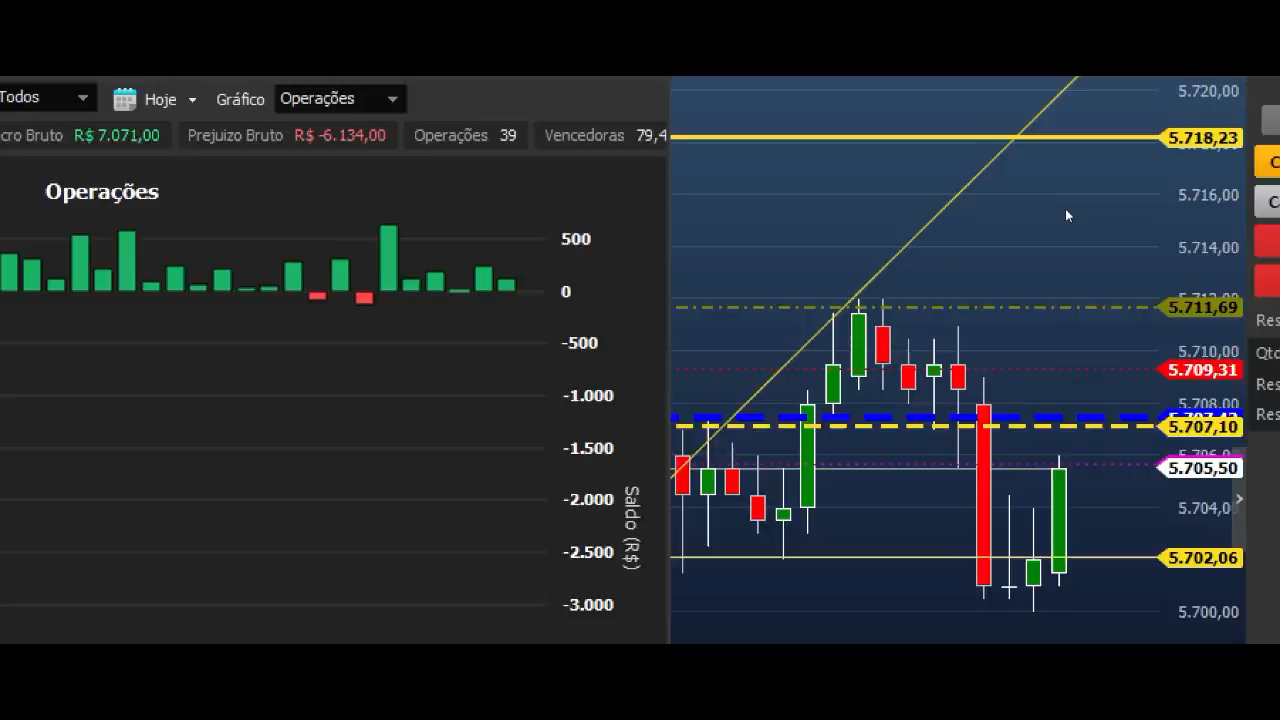 Todos Hoje Gráfico Operações
cro Bruto R$ 7.071,00 Prejuizo Bruto R$ -6.134,00 Operações 39 Vencedoras 79,4
Operações
500
0
-500
-1.000
-1.500
-2.000
-2.500
-3.000
Saldo (R$)
5.720,00
5.718,23
5.716,00
5.714,00
5.711,69
5.710,00
5.709,31
5.708,00
5.707,10
5.705,50
5.704,00
5.702,06
5.700,00
C
C
Res
Qtd
Res
Res